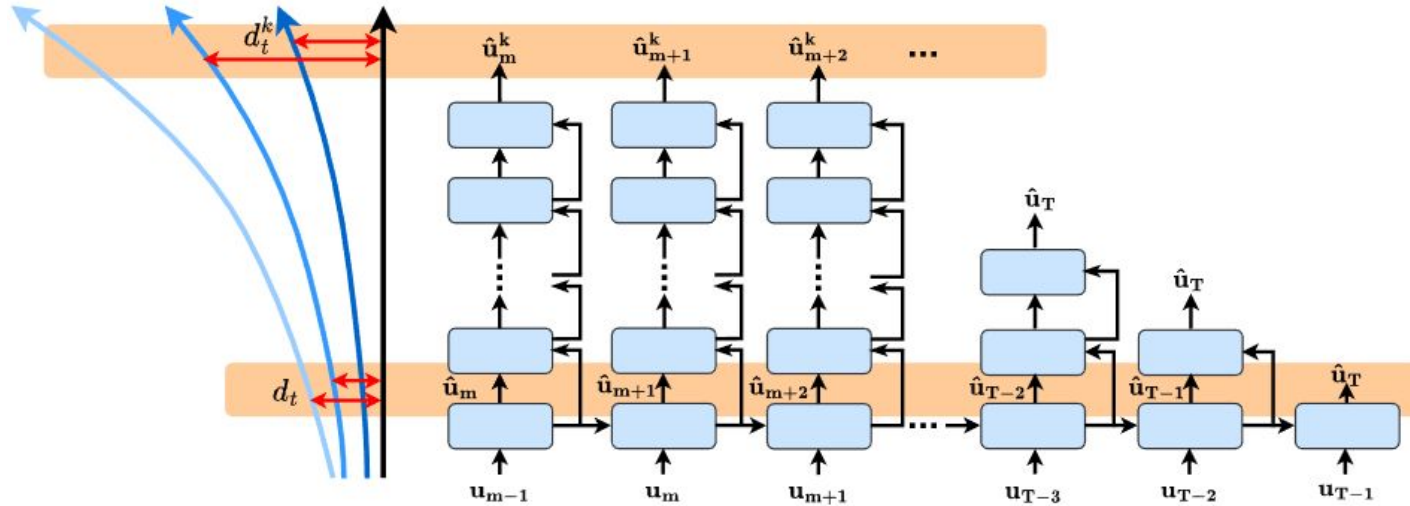 d_t^k û_m^k û_{m+1}^k û_{m+2}^k ...
û_T
û_T
d_t û_m û_{m+1} û_{m+2} û_{T-2} û_{T-1} û_T
...
u_{m-1} u_m u_{m+1} u_{T-3} u_{T-2} u_{T-1}